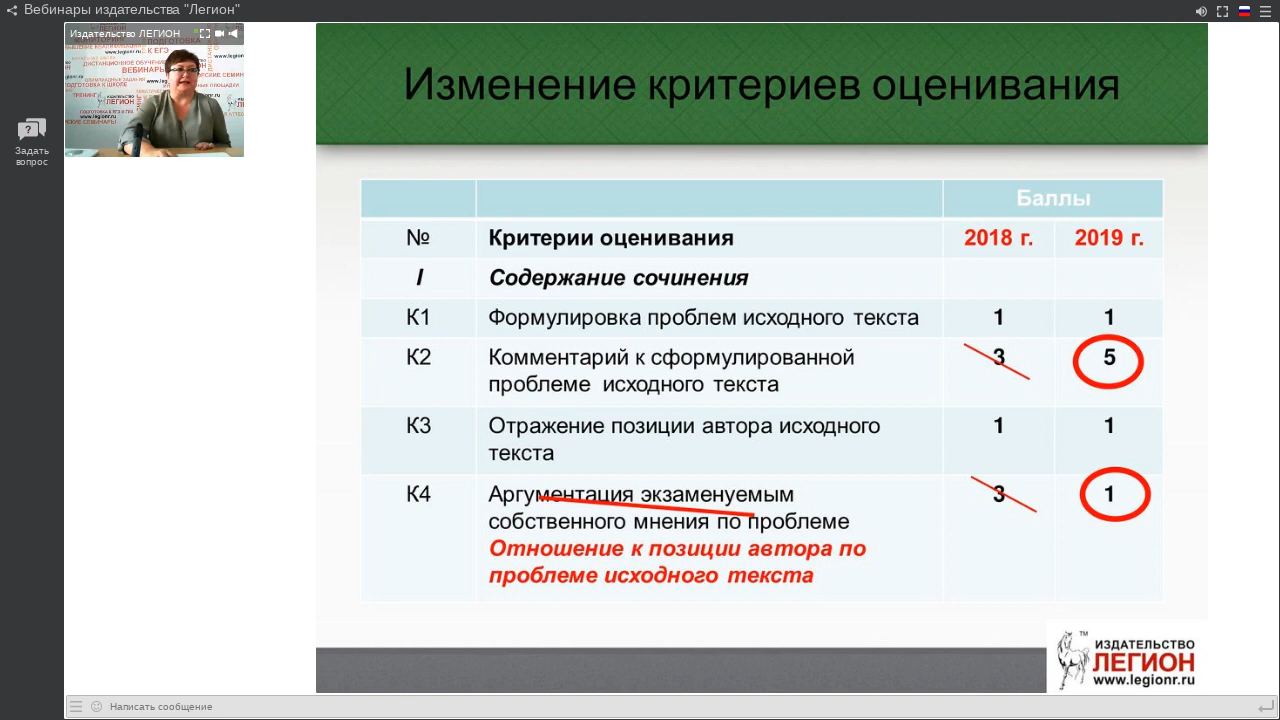 Вебинары издательства "Легион"
Издательство ЛЕГИОН
Задать
вопрос
Изменение критериев оценивания
Баллы
№ Критерии оценивания 2018 г. 2019 г.
I Содержание сочинения
К1 Формулировка проблем исходного текста 1 1
К2 Комментарий к сформулированной 3 5
проблеме исходного текста
К3 Отражение позиции автора исходного 1 1
текста
К4 Аргументация экзаменуемым 3 1
собственного мнения по проблеме
Отношение к позиции автора по
проблеме исходного текста
TM
ИЗДАТЕЛЬСТВО
ЛЕГИОН
www.legionr.ru
Написать сообщение